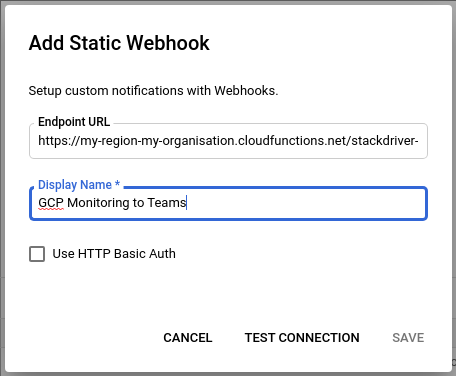 Add Static Webhook
Setup custom notifications with Webhooks.
Endpoint URL
https://my-region-my-organisation.cloudfunctions.net/stackdriver-
Display Name *
GCP Monitoring to Teams
Use HTTP Basic Auth
CANCEL TEST CONNECTION SAVE